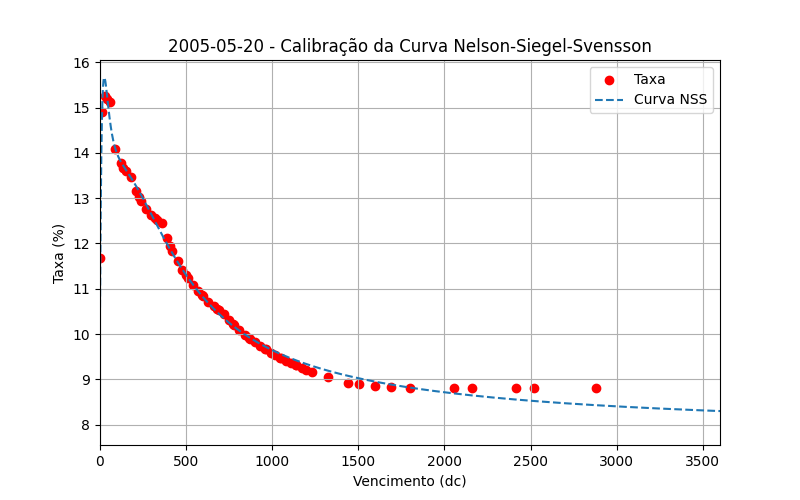 2005-05-20 - Calibração da Curva Nelson-Siegel-Svensson
Taxa
Curva NSS
Taxa (%)
16
15
14
13
12
11
10
9
8
0 500 1000 1500 2000 2500 3000 3500
Vencimento (dc)